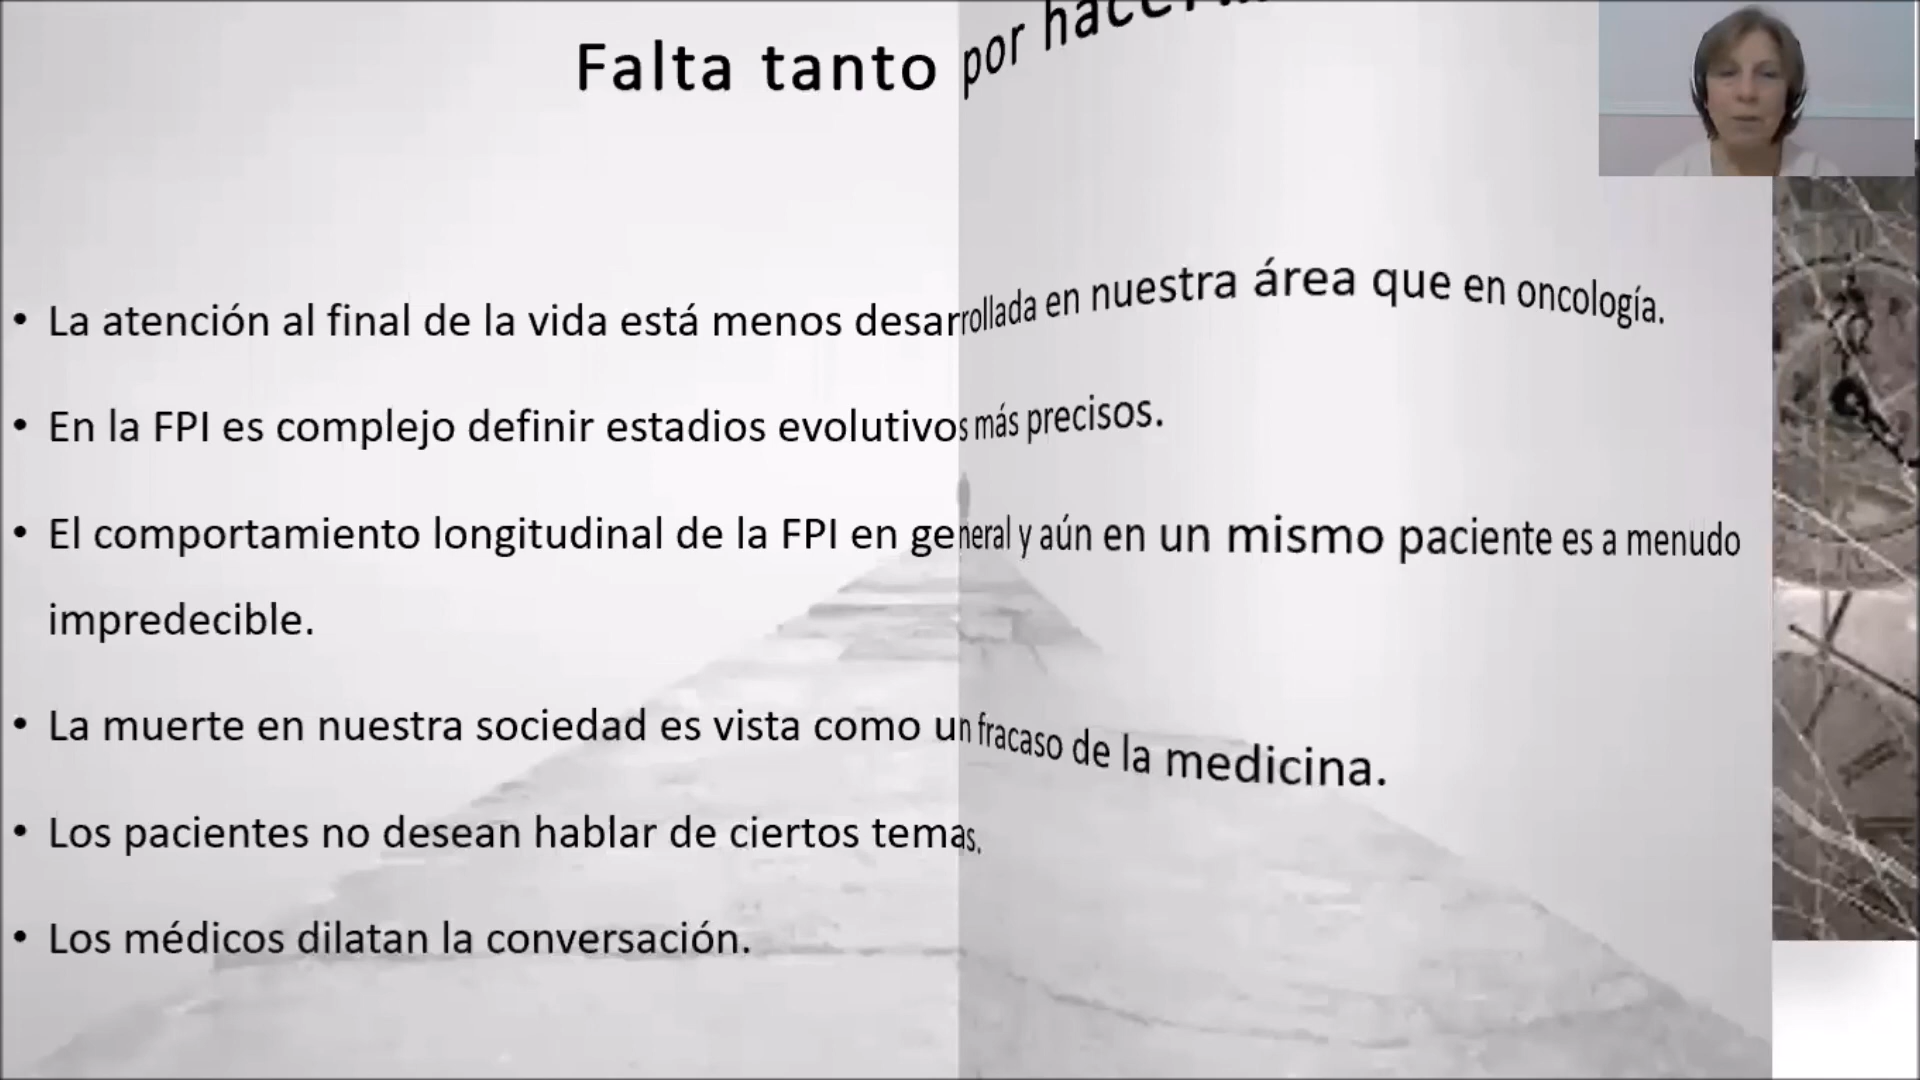 Falta tanto por hacer
• La atención al final de la vida está menos desarrollada en nuestra área que en oncología.
• En la FPI es complejo definir estadios evolutivos más precisos.
• El comportamiento longitudinal de la FPI en general y aún en un mismo paciente es a menudo
impredecible.
• La muerte en nuestra sociedad es vista como un fracaso de la medicina.
• Los pacientes no desean hablar de ciertos temas.
• Los médicos dilatan la conversación.